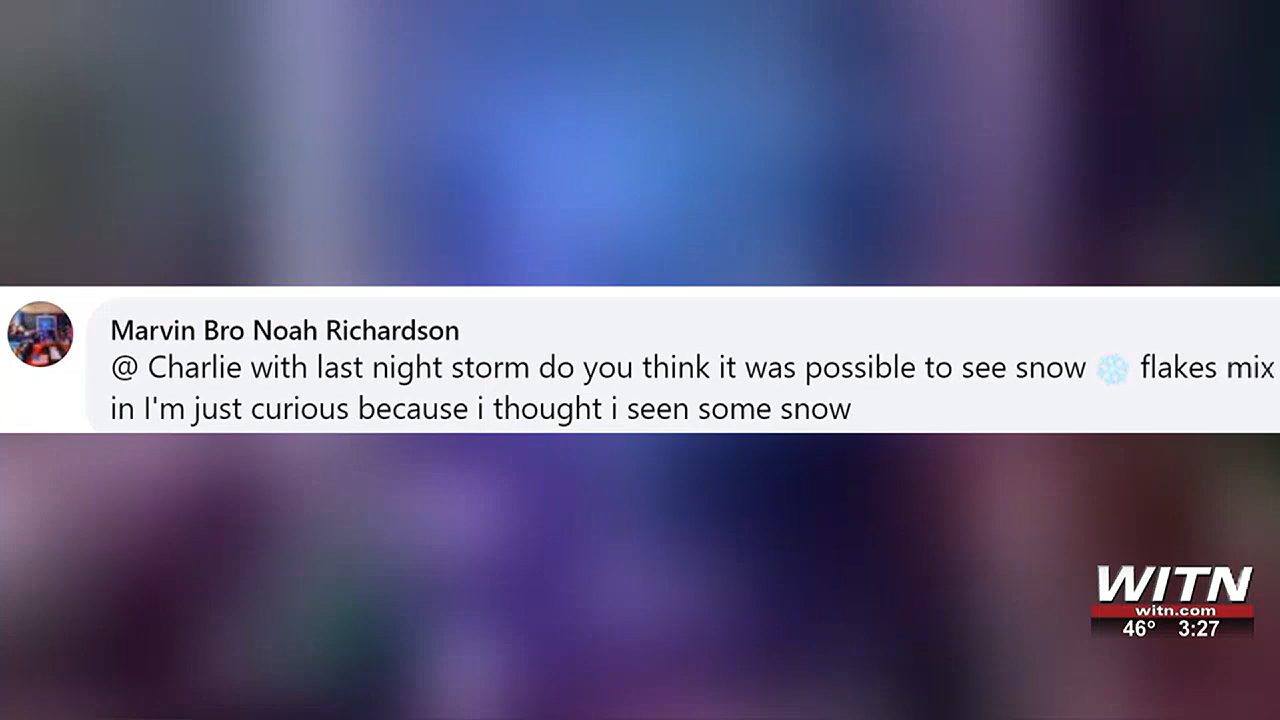 Marvin Bro Noah Richardson
@ Charlie with last night storm do you think it was possible to see snow ❄️ flakes mix
in I'm just curious because i thought i seen some snow
WITN
witn.com
46° 3:27